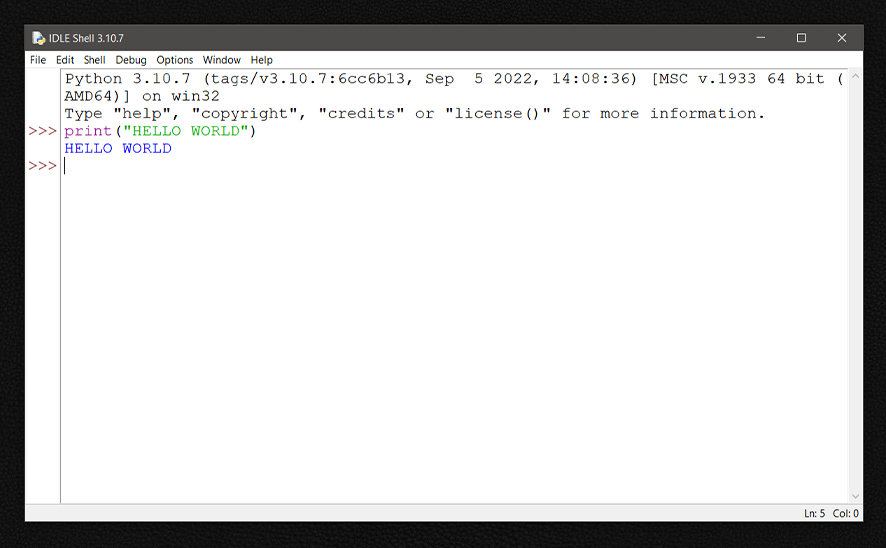 IDLE Shell 3.10.7
File Edit Shell Debug Options Window Help
Python 3.10.7 (tags/v3.10.7:6cc6b13, Sep  5 2022, 14:08:36) [MSC v.1933 64 bit (
AMD64)] on win32
Type "help", "copyright", "credits" or "license()" for more information.
>>> print("HELLO WORLD")
HELLO WORLD
>>>
Ln: 5 Col: 0